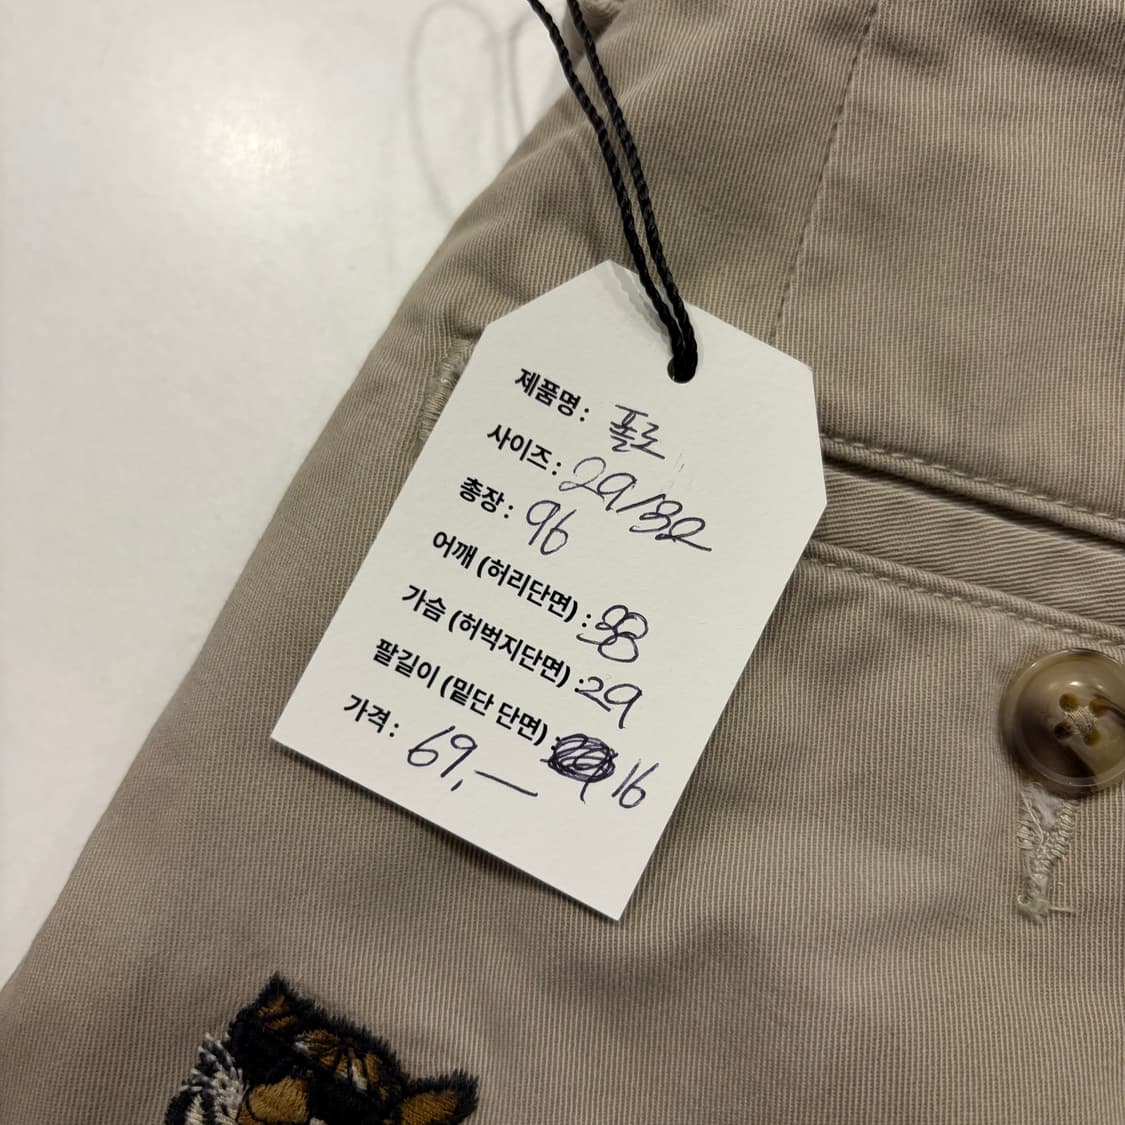 제품명: 폴로
사이즈: 29/32
총장: 96
어깨 (허리단면) : 38
가슴 (허벅지단면) : 29
팔길이 (밑단 단면) : 16
가격: 69,—